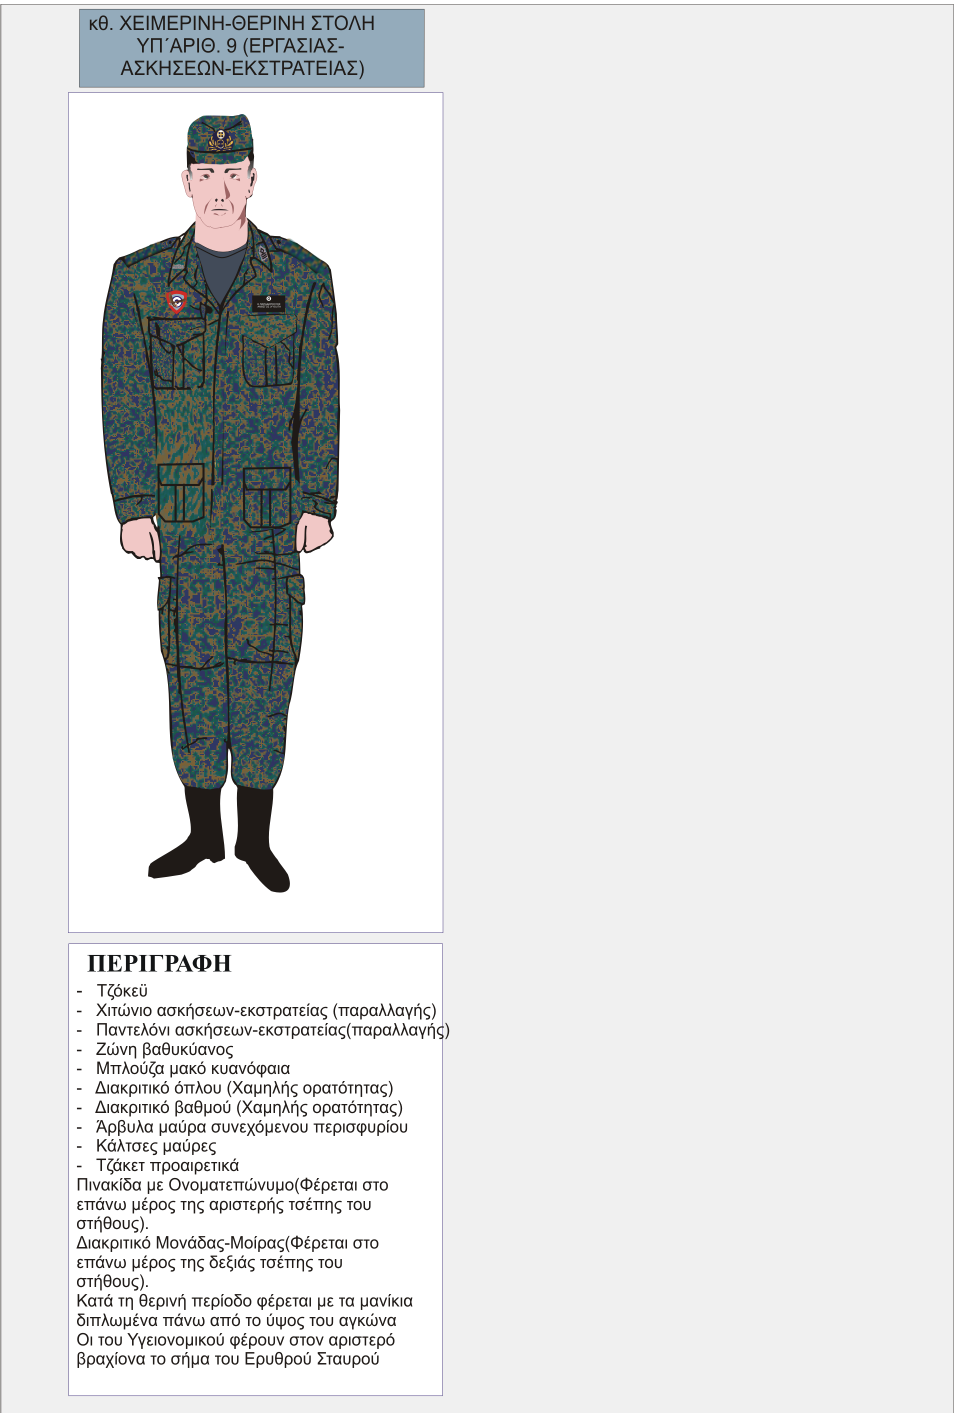 κθ. ΧΕΙΜΕΡΙΝΗ-ΘΕΡΙΝΗ ΣΤΟΛΗ
ΥΠ΄ΑΡΙΘ. 9 (ΕΡΓΑΣΙΑΣ-
ΑΣΚΗΣΕΩΝ-ΕΚΣΤΡΑΤΕΙΑΣ)
ΠΕΡΙΓΡΑΦΗ
- Τζόκεϋ
- Χιτώνιο ασκήσεων-εκστρατείας (παραλλαγής)
- Παντελόνι ασκήσεων-εκστρατείας(παραλλαγής)
- Ζώνη βαθυκύανος
- Μπλούζα μακό κυανόφαια
- Διακριτικό όπλου (Χαμηλής ορατότητας)
- Διακριτικό βαθμού (Χαμηλής ορατότητας)
- Άρβυλα μαύρα συνεχόμενου περισφυρίου
- Κάλτσες μαύρες
- Τζάκετ προαιρετικά
Πινακίδα με Ονοματεπώνυμο(Φέρεται στο
επάνω μέρος της αριστερής τσέπης του
στήθους).
Διακριτικό Μονάδας-Μοίρας(Φέρεται στο
επάνω μέρος της δεξιάς τσέπης του
στήθους).
Κατά τη θερινή περίοδο φέρεται με τα μανίκια
διπλωμένα πάνω από το ύψος του αγκώνα
Οι του Υγειονομικού φέρουν στον αριστερό
βραχίονα το σήμα του Ερυθρού Σταυρού